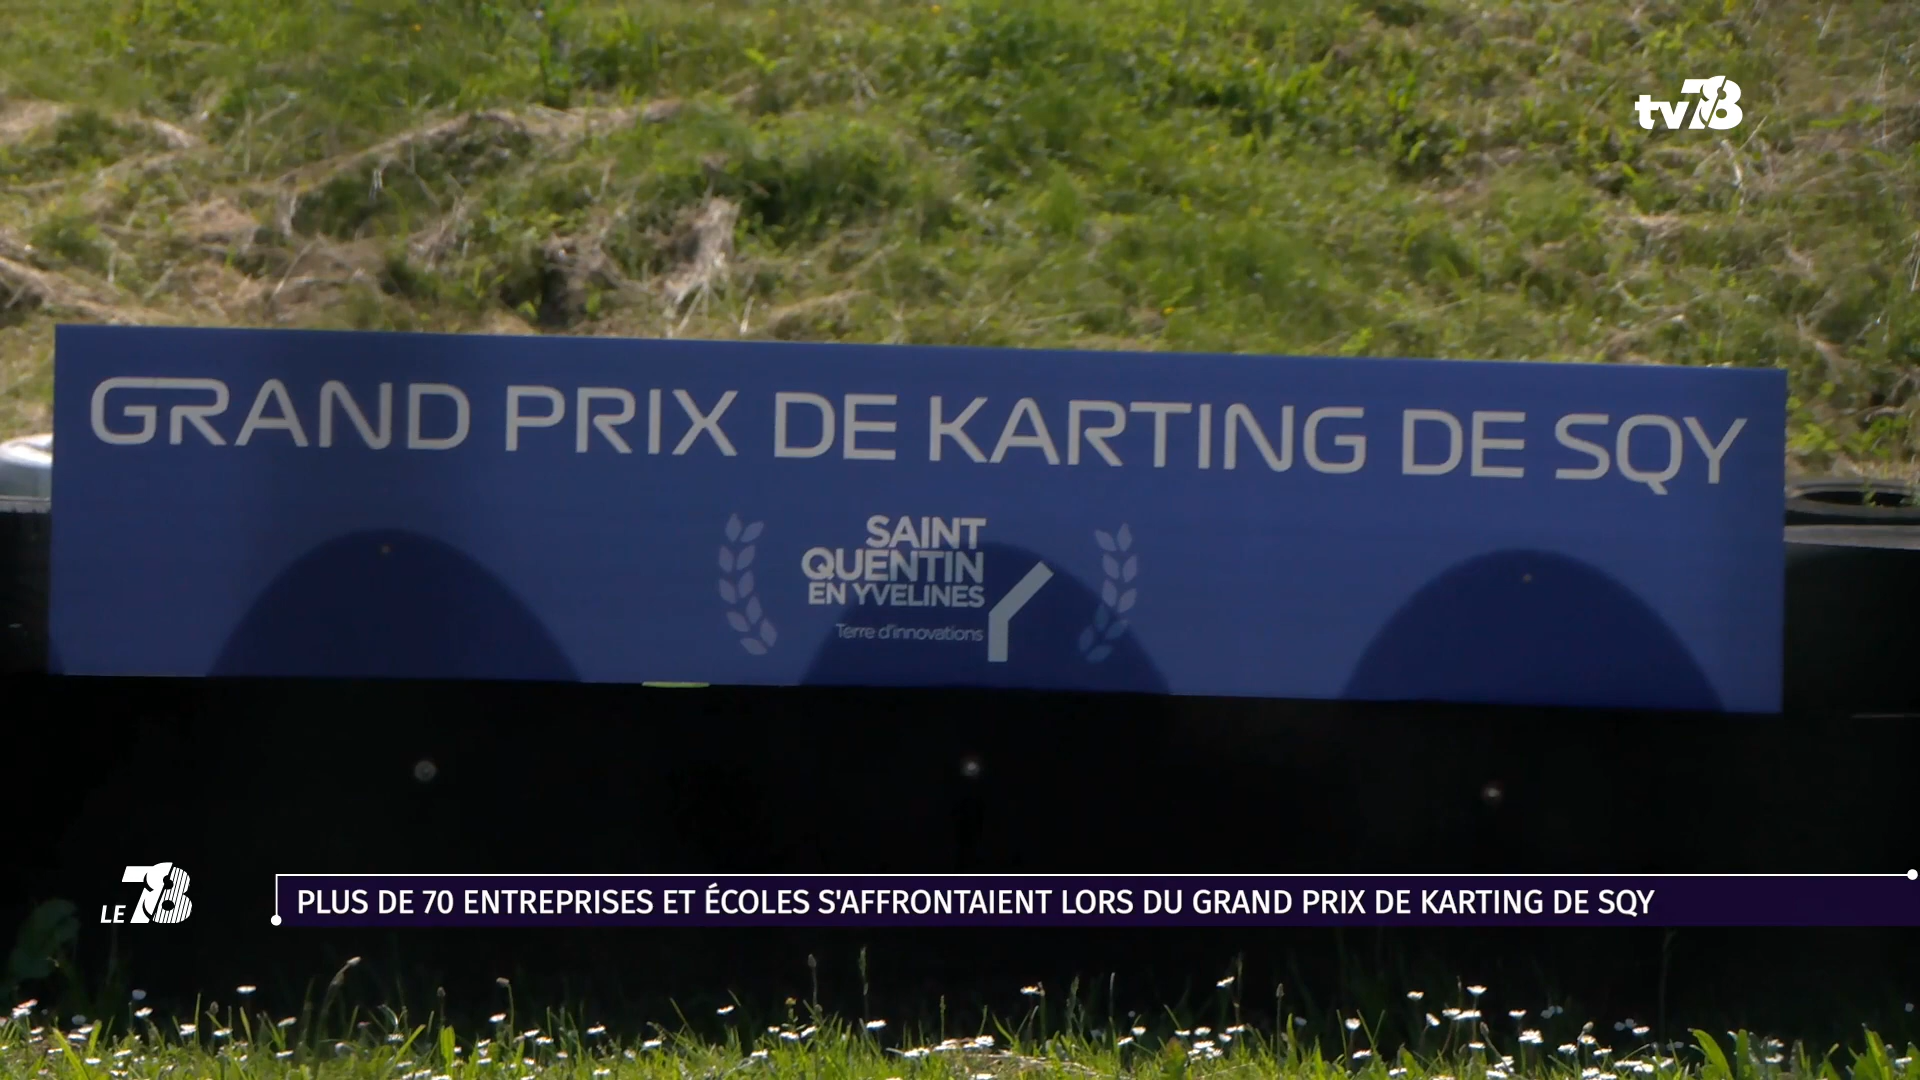 tv78
GRAND PRIX DE KARTING DE SQY
SAINT
QUENTIN
EN YVELINES
Terre d'innovations
LE 78
PLUS DE 70 ENTREPRISES ET ÉCOLES S'AFFRONTAIENT LORS DU GRAND PRIX DE KARTING DE SQY